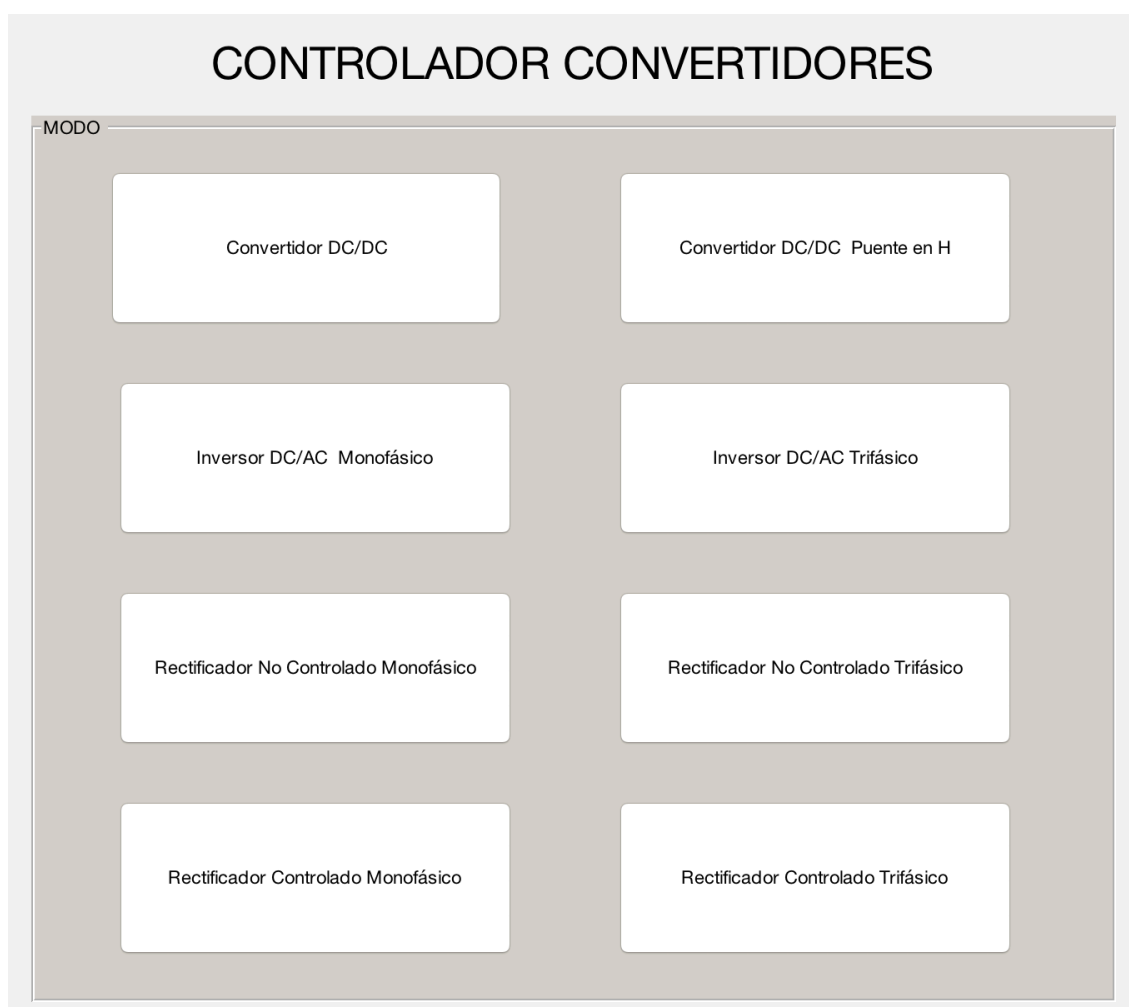 CONTROLADOR CONVERTIDORES
MODO
Convertidor DC/DC
Convertidor DC/DC  Puente en H
Inversor DC/AC  Monofásico
Inversor DC/AC Trifásico
Rectificador No Controlado Monofásico
Rectificador No Controlado Trifásico
Rectificador Controlado Monofásico
Rectificador Controlado Trifásico